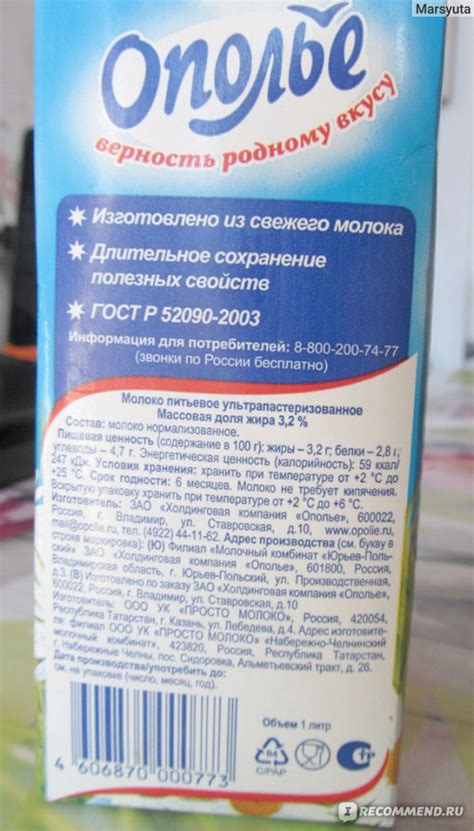 Marsyuta
Ополье
верность родному вкусу
Изготовлено из свежего молока
Длительное сохранение
полезных свойств
ГОСТ Р 52090-2003
Информация для потребителей: 8-800-200-74-77
(звонки по России бесплатно)
Молоко питьевое ультрапастеризованное
Массовая доля жира 3,2 %
Состав: молоко нормализованное.
Пищевая ценность (содержание в 100 г): жиры – 3,2 г; белки – 2,8 г,
углеводы – 4,7 г. Энергетическая ценность (калорийность): 59 ккал/
247 кДж. Условия хранения: хранить при температуре от +2 °С до
+25 °С. Срок годности: 6 месяцев. Молоко не требует кипячения.
Вскрытую упаковку хранить при температуре от +2 °С до +6 °С.
Изготовитель: ЗАО «Холдинговая компания «Ополье», 600022,
Россия, г. Владимир, ул. Ставровская, д.10, www.opolie.ru,
mail@opolie.ru, тел. (4922) 44-11-62. Адрес производства (см. букву в
строке маркировка): (Ю) Филиал «Молочный комбинат «Юрьев-Поль-
ский» ЗАО «Холдинговая компания «Ополье», 601800, Россия,
Владимирская область, г. Юрьев-Польский, ул. Производственная,
д.3. (В) Изготовлено по заказу ЗАО «Холдинговая компания «Ополье»,
600022, Россия, г. Владимир, ул. Ставровская, д.10
Изготовитель: ООО УК «ПРОСТО МОЛОКО», Россия, 420054,
Республика Татарстан, г. Казань, ул. Лебедева, д.4. Адрес изготовите-
ля: филиал ООО УК «ПРОСТО МОЛОКО» «Набережно-Челнинский
молочный комбинат», 423820, Россия, Республика Татарстан,
г. Набережные Челны, пос. Сидоровка, Альметьевский тракт, д. 26.
Дата производства/употребить до:
см. на упаковке (число, месяц, год).
Объем 1 литр
84
C/PAP
4 606870 000773
IRECOMMEND.RU